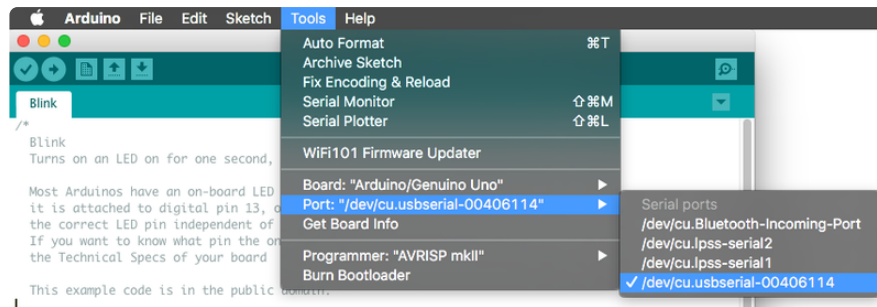 Arduino File Edit Sketch Tools Help
Auto Format ⌘T
Archive Sketch
Fix Encoding & Reload
Serial Monitor ⇧⌘M
Serial Plotter ⇧⌘L
WiFi101 Firmware Updater
Board: "Arduino/Genuino Uno"
Port: "/dev/cu.usbserial-00406114"
Get Board Info
Programmer: "AVRISP mkII"
Burn Bootloader
Serial ports
/dev/cu.Bluetooth-Incoming-Port
/dev/cu.lpss-serial2
/dev/cu.lpss-serial1
✓ /dev/cu.usbserial-00406114
Blink
/*
Blink
Turns on an LED on for one second,
Most Arduinos have an on-board LED
it is attached to digital pin 13, o
the correct LED pin independent of
If you want to know what pin the on
the Technical Specs of your board
This example code is in the public domain.